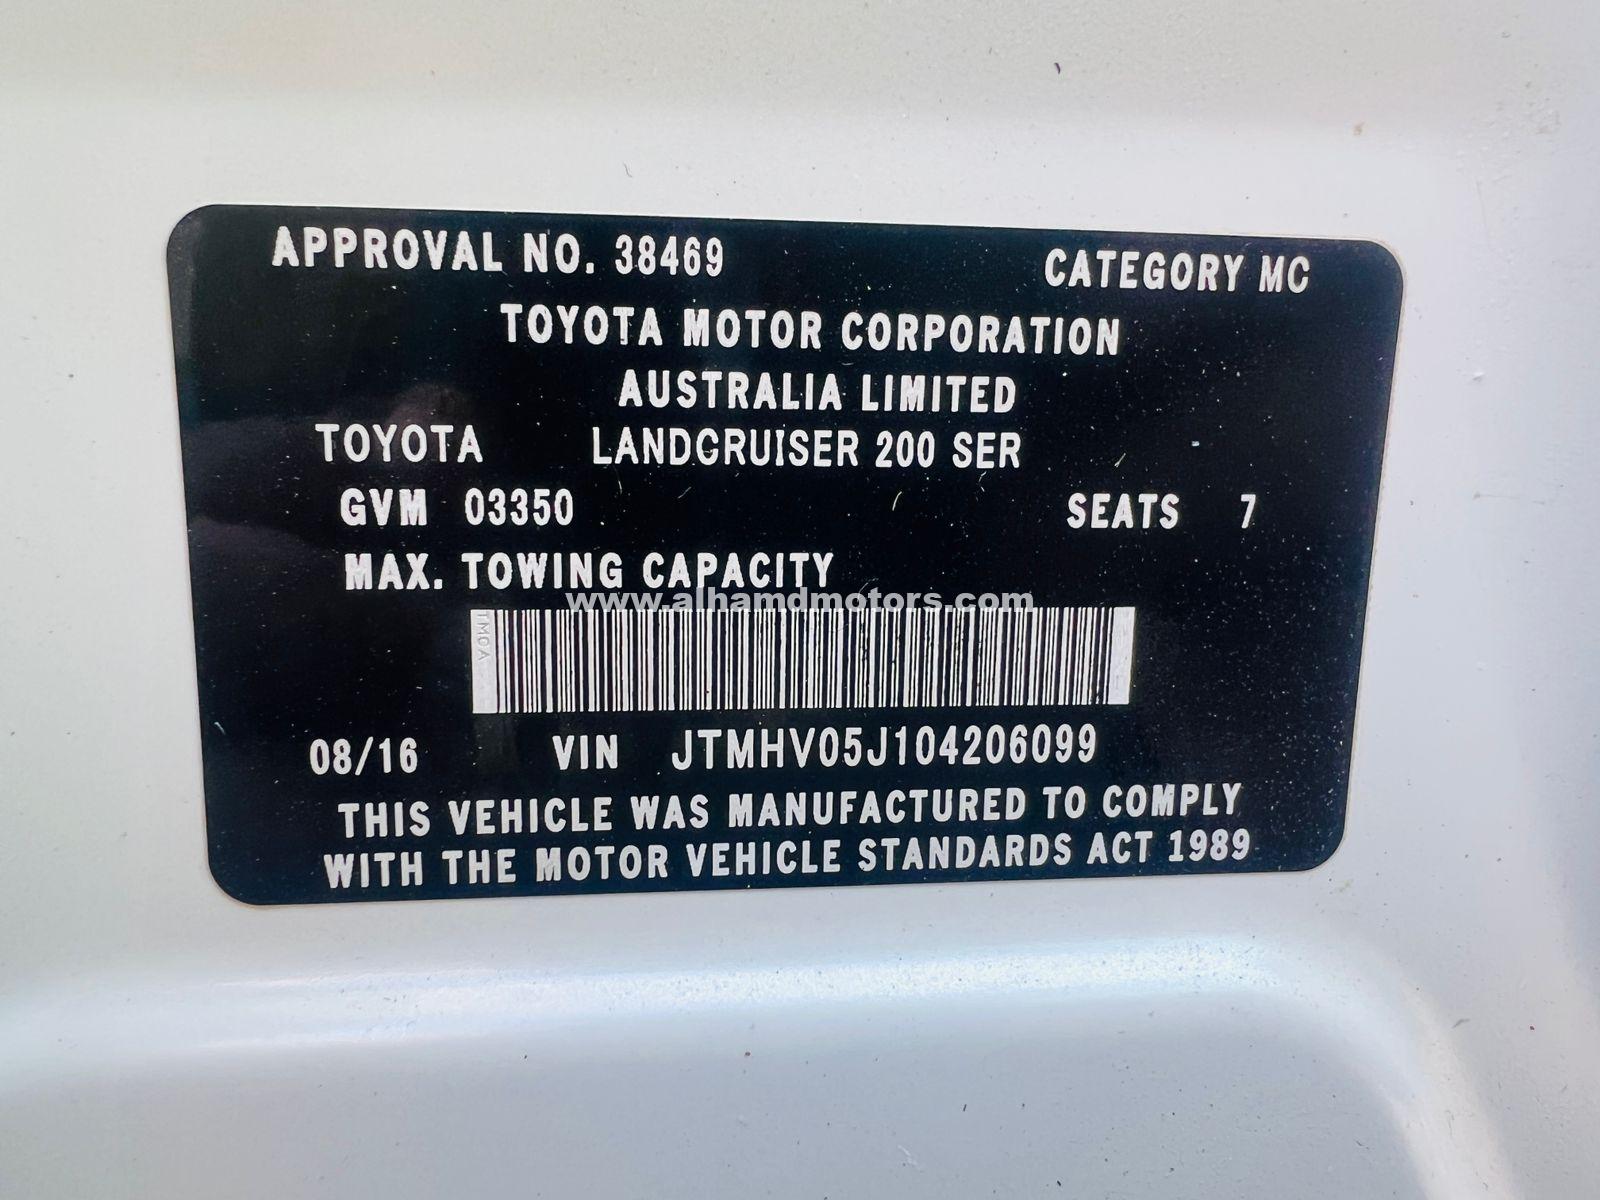 APPROVAL NO. 38469 CATEGORY MC
TOYOTA MOTOR CORPORATION
AUSTRALIA LIMITED
TOYOTA LANDCRUISER 200 SER
GVM 03350 SEATS 7
MAX. TOWING CAPACITY
www.alhamdmotors.com
TMCA
08/16 VIN JTMHV05J104206099
THIS VEHICLE WAS MANUFACTURED TO COMPLY
WITH THE MOTOR VEHICLE STANDARDS ACT 1989